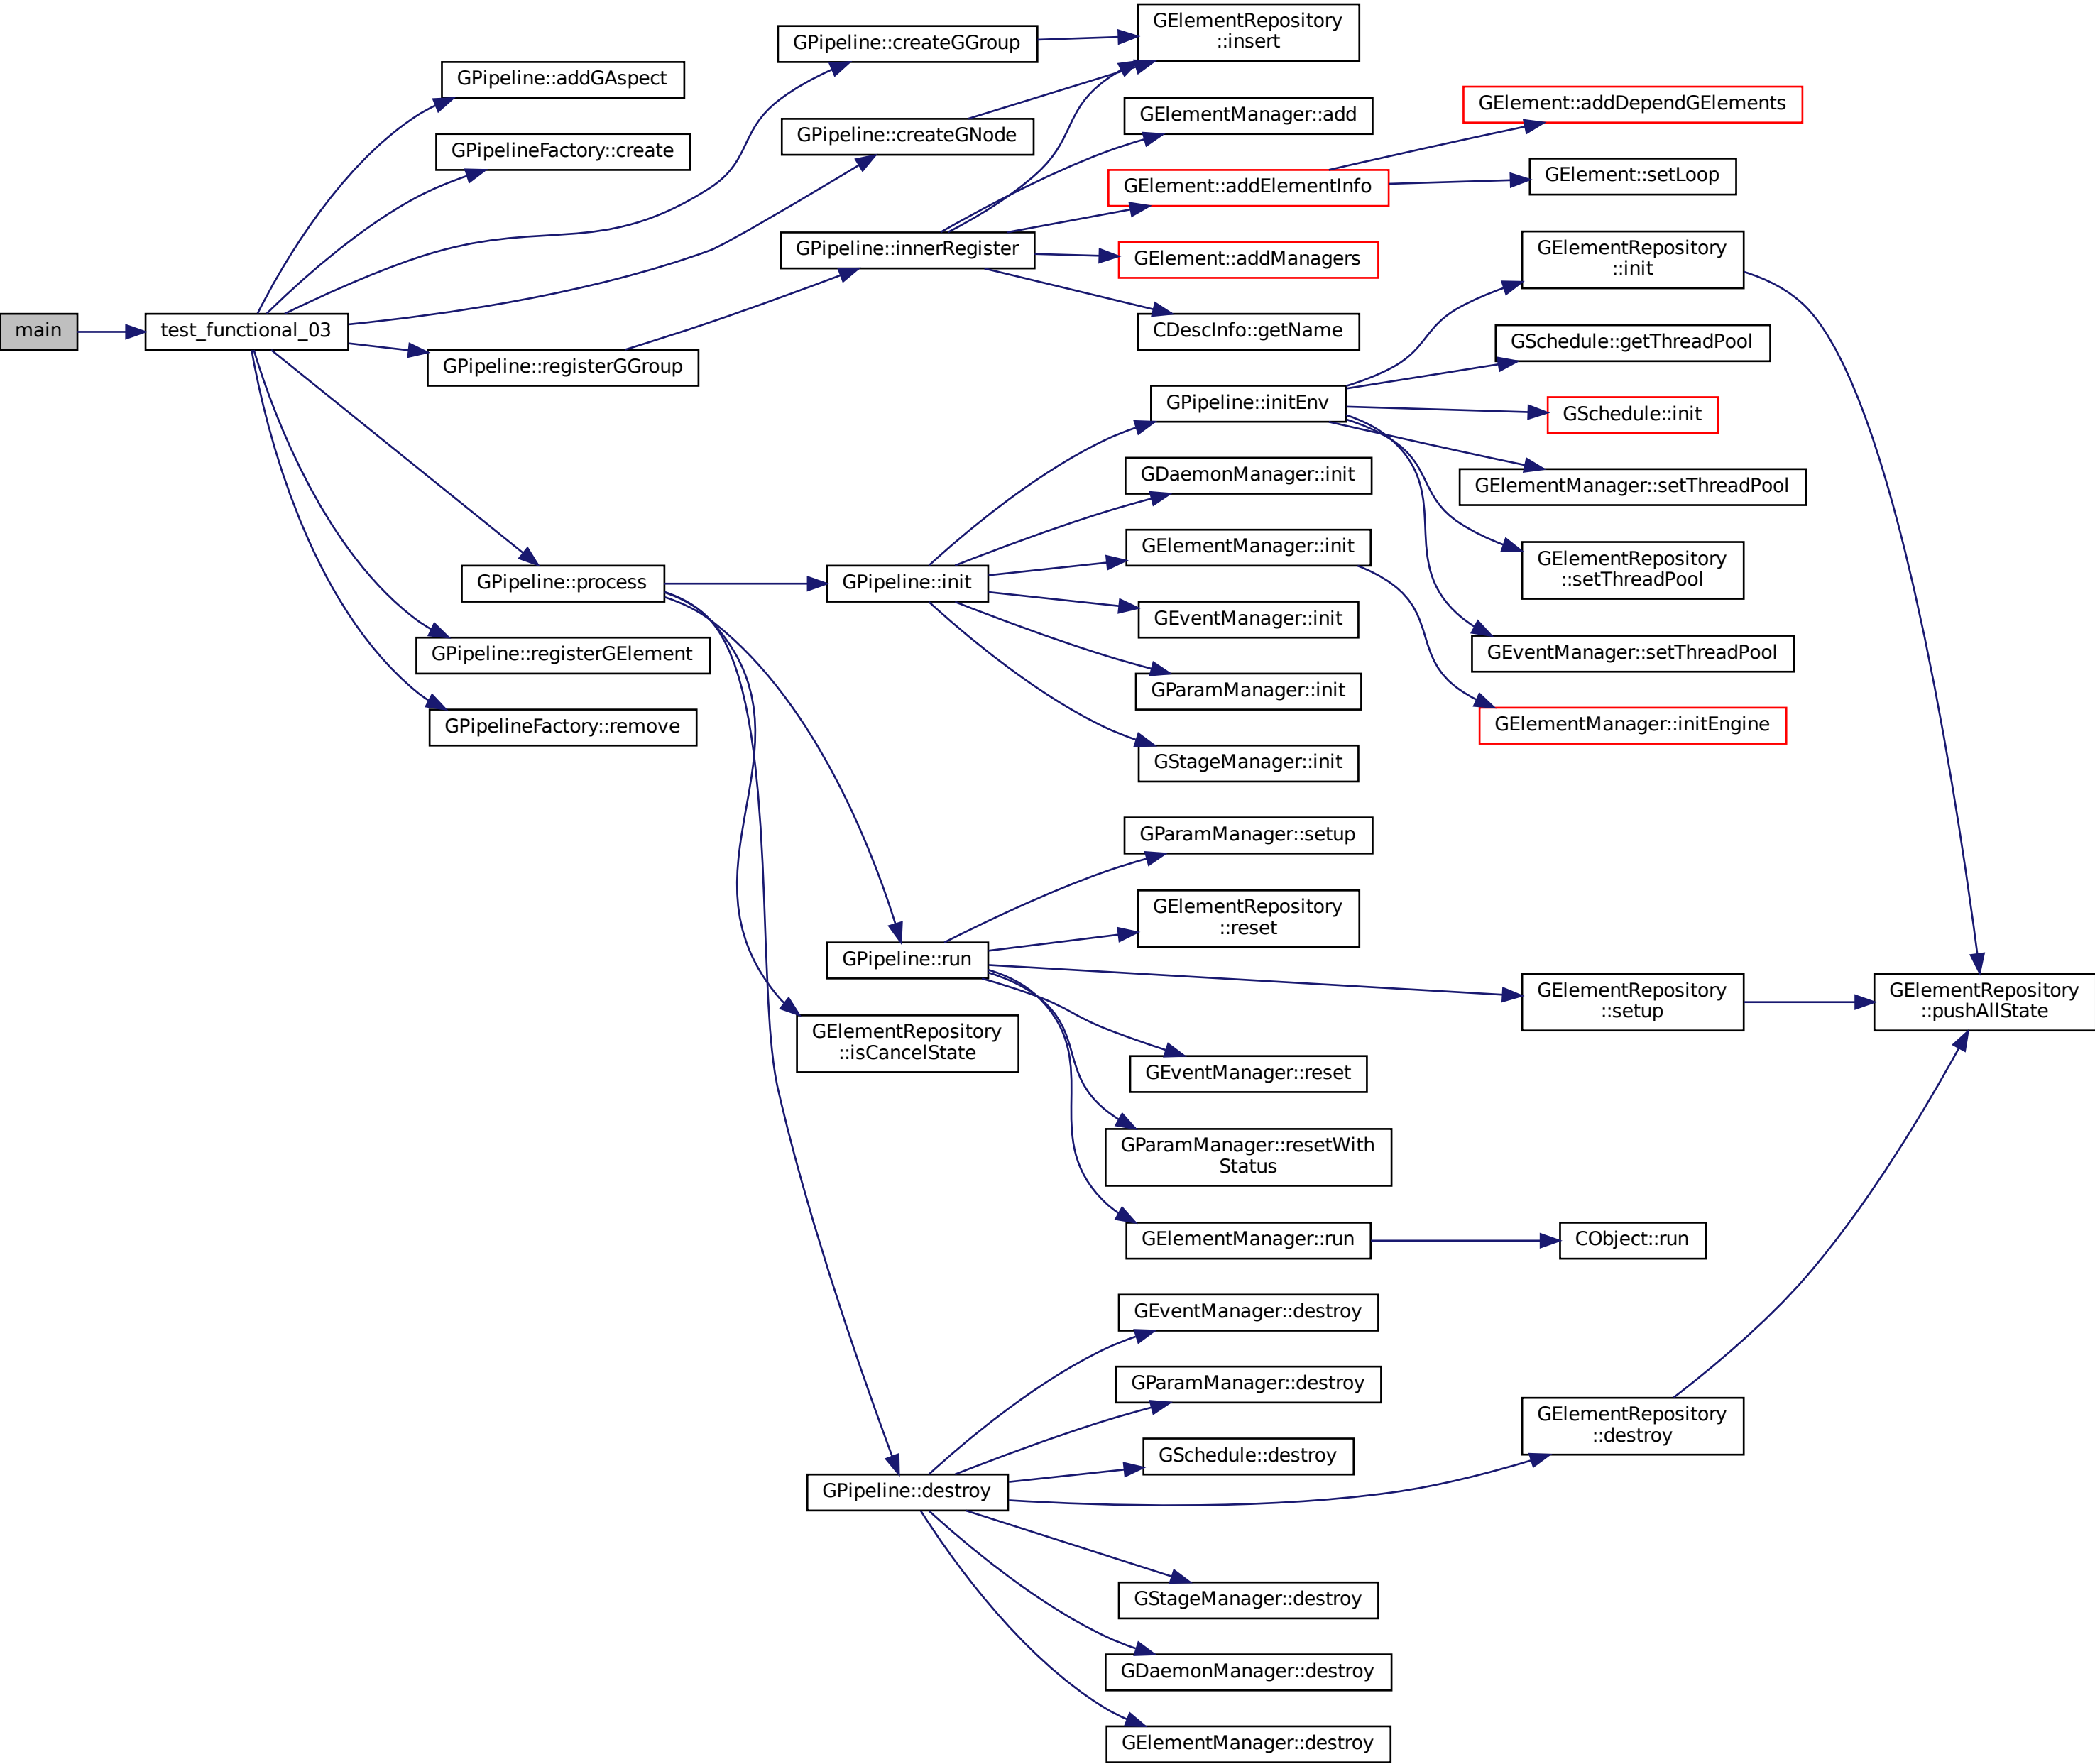 main
test_functional_03
GPipeline::addGAspect
GPipelineFactory::create
GPipeline::createGGroup
GPipeline::createGNode
GPipeline::registerGGroup
GPipeline::process
GPipeline::registerGElement
GPipelineFactory::remove
GElementRepository
::insert
GPipeline::innerRegister
GElementManager::add
GElement::addElementInfo
GElement::addManagers
CDescInfo::getName
GElement::addDependGElements
GElement::setLoop
GPipeline::init
GPipeline::initEnv
GDaemonManager::init
GElementManager::init
GEventManager::init
GParamManager::init
GStageManager::init
GElementRepository
::init
GSchedule::getThreadPool
GSchedule::init
GElementManager::setThreadPool
GElementRepository
::setThreadPool
GEventManager::setThreadPool
GElementManager::initEngine
GPipeline::run
GElementRepository
::isCancelState
GParamManager::setup
GElementRepository
::reset
GElementRepository
::setup
GElementRepository
::pushAllState
GEventManager::reset
GParamManager::resetWith
Status
GElementManager::run
CObject::run
GPipeline::destroy
GEventManager::destroy
GParamManager::destroy
GSchedule::destroy
GElementRepository
::destroy
GStageManager::destroy
GDaemonManager::destroy
GElementManager::destroy